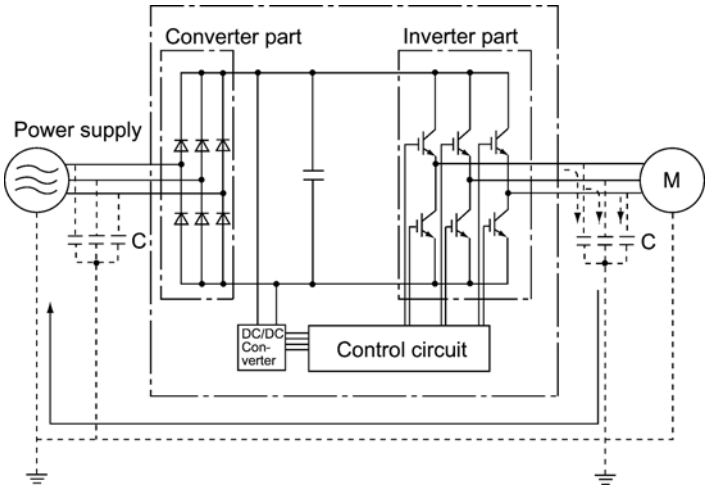 Converter part
Inverter part
Power supply
M
C
C
DC/DC
Con-
verter
Control circuit